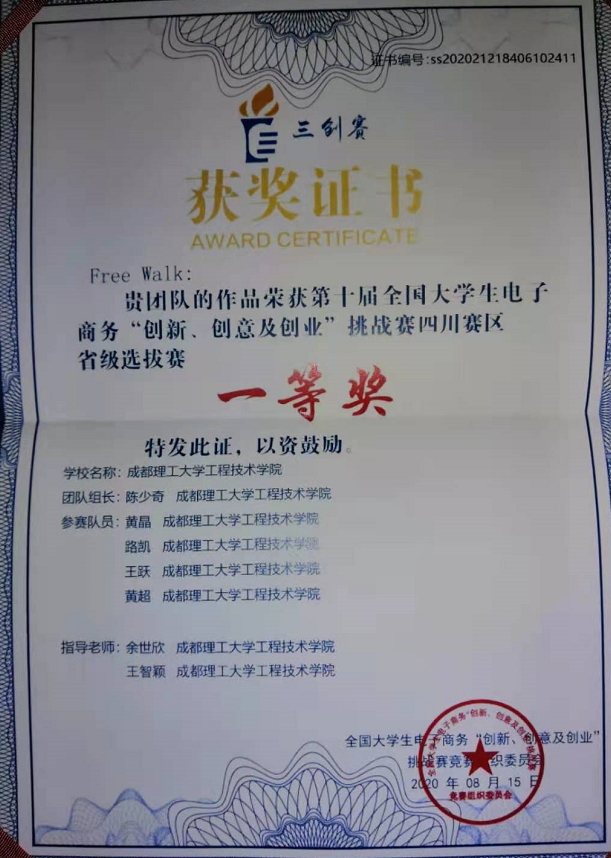 证书编号:ss202021218406102411
三创赛
获奖证书
AWARD CERTIFICATE
Free Walk:
贵团队的作品荣获第十届全国大学生电子
商务“创新、创意及创业”挑战赛四川赛区
省级选拔赛
一等奖
特发此证，以资鼓励。
学校名称：成都理工大学工程技术学院
团队组长：陈少奇 成都理工大学工程技术学院
参赛队员：黄晶 成都理工大学工程技术学院
路凯 成都理工大学工程技术学院
王跃 成都理工大学工程技术学院
黄超 成都理工大学工程技术学院
指导老师：余世欣 成都理工大学工程技术学院
王智颖 成都理工大学工程技术学院
全国大学生电子商务“创新、创意及创业”
挑战赛竞赛组织委员会
2020 年 08 月 15 日
竞赛组织委员会